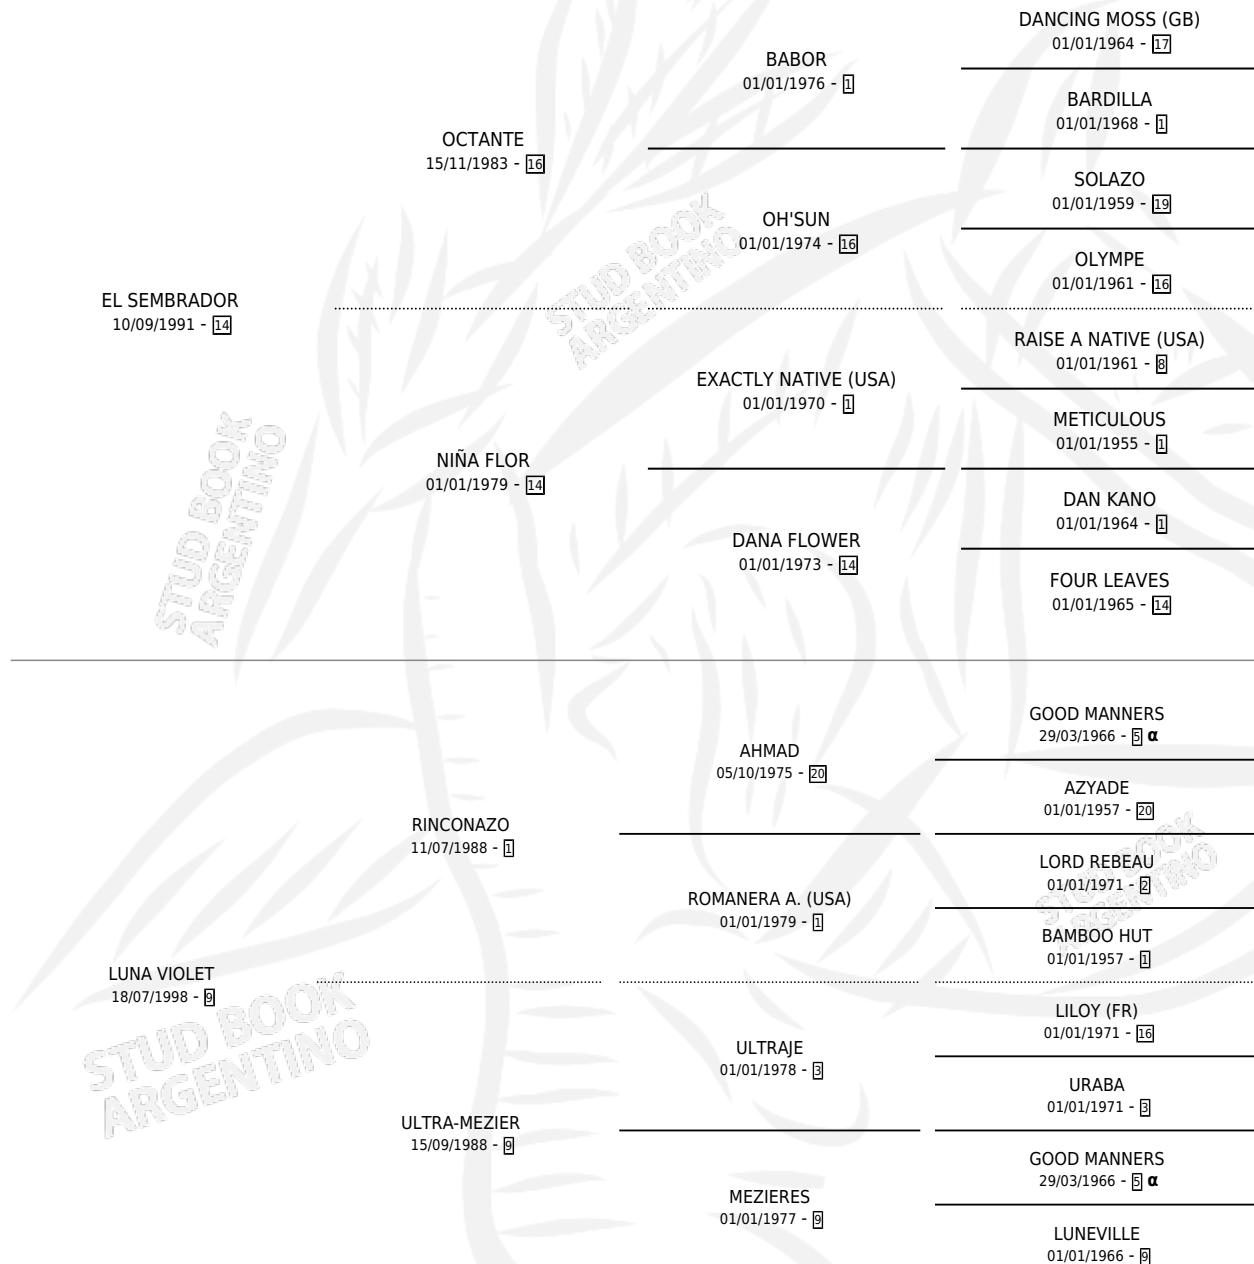 DANCING MOSS (GB)
01/01/1964 - 17
BABOR
01/01/1976 - 1
BARDILLA
01/01/1968 - 1
OCTANTE
15/11/1983 - 16
SOLAZO
01/01/1959 - 19
OH'SUN
01/01/1974 - 16
OLYMPE
01/01/1961 - 16
STUD BOOK
ARGENTINO
EL SEMBRADOR
10/09/1991 - 14
RAISE A NATIVE (USA)
01/01/1961 - 8
EXACTLY NATIVE (USA)
01/01/1970 - 1
METICULOUS
01/01/1955 - 1
NIÑA FLOR
01/01/1979 - 14
DAN KANO
01/01/1964 - 1
DANA FLOWER
01/01/1973 - 14
FOUR LEAVES
01/01/1965 - 14
STUD BOOK
ARGENTINO
GOOD MANNERS
29/03/1966 - 5 α
AHMAD
05/10/1975 - 20
AZYADE
01/01/1957 - 20
RINCONAZO
11/07/1988 - 1
LORD REBEAU
01/01/1971 - 2
ROMANERA A. (USA)
01/01/1979 - 1
BAMBOO HUT
01/01/1957 - 1
STUD BOOK
ARGENTINO
LUNA VIOLET
18/07/1998 - 9
LILOY (FR)
01/01/1971 - 16
ULTRAJE
01/01/1978 - 3
URABA
01/01/1971 - 3
STUD BOOK
ARGENTINO
ULTRA-MEZIER
15/09/1988 - 9
GOOD MANNERS
29/03/1966 - 5 α
MEZIERES
01/01/1977 - 9
LUNEVILLE
01/01/1966 - 9